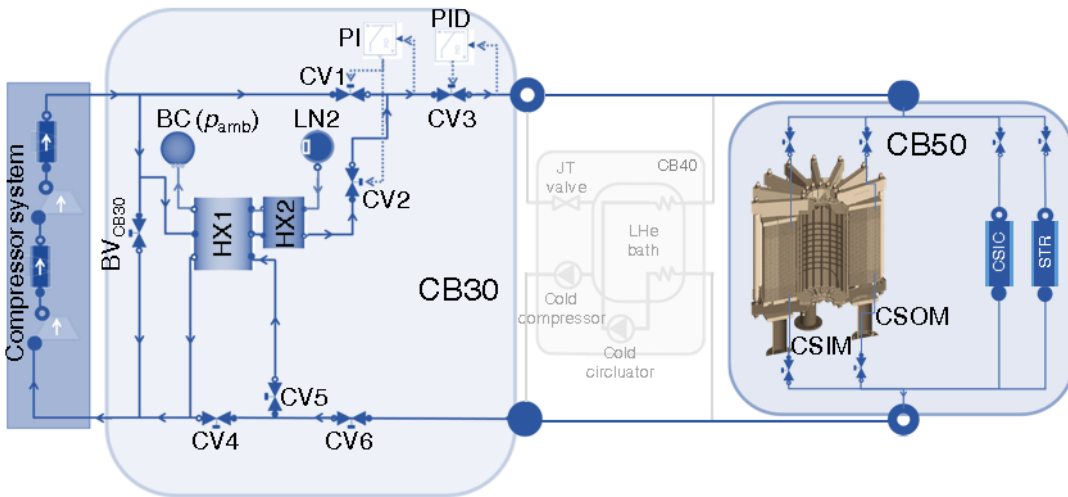 PI
PID
CV1
CV3
BC (pamb)
LN2
CV2
Compressor system
BVCB30
HX1
HX2
CB30
CV5
CV4
CV6
CB40
JT
valve
LHe
bath
Cold
compressor
Cold
circluator
CB50
CSIC
STR
CSOM
CSIM